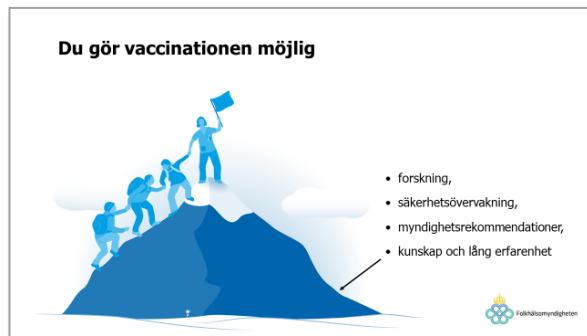 Du gör vaccinationen möjlig
• forskning,
• säkerhetsövervakning,
• myndighetsrekommendationer,
• kunskap och lång erfarenhet
Folkhälsomyndigheten